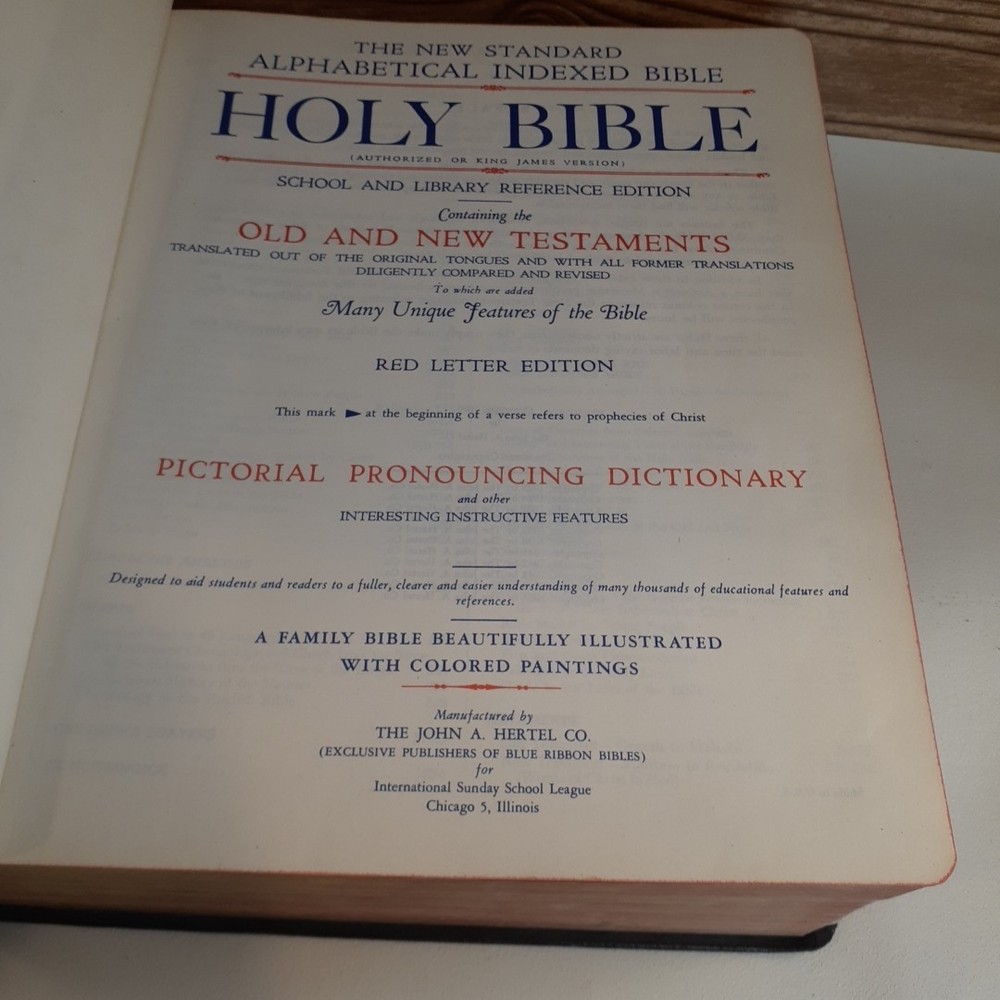 THE NEW STANDARD
ALPHABETICAL INDEXED BIBLE
HOLY BIBLE
(AUTHORIZED OR KING JAMES VERSION)
SCHOOL AND LIBRARY REFERENCE EDITION
Containing the
OLD AND NEW TESTAMENTS
TRANSLATED OUT OF THE ORIGINAL TONGUES AND WITH ALL FORMER TRANSLATIONS
DILIGENTLY COMPARED AND REVISED
To which are added
Many Unique Features of the Bible
RED LETTER EDITION
This mark ► at the beginning of a verse refers to prophecies of Christ
PICTORIAL PRONOUNCING DICTIONARY
and other
INTERESTING INSTRUCTIVE FEATURES
Designed to aid students and readers to a fuller, clearer and easier understanding of many thousands of educational features and
references.
A FAMILY BIBLE BEAUTIFULLY ILLUSTRATED
WITH COLORED PAINTINGS
Manufactured by
THE JOHN A. HERTEL CO.
(EXCLUSIVE PUBLISHERS OF BLUE RIBBON BIBLES)
for
International Sunday School League
Chicago 5, Illinois